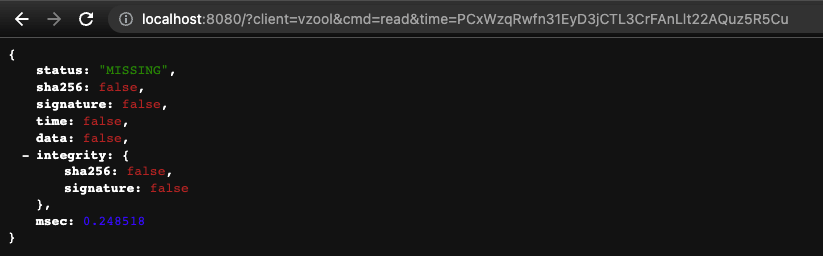 localhost:8080/?client=vzool&cmd=read&time=PCxWzqRwfn31EyD3jCTL3CrFAnLlt22AQuz5R5Cu
{
status: "MISSING",
sha256: false,
signature: false,
time: false,
data: false,
- integrity: {
sha256: false,
signature: false
},
msec: 0.248518
}